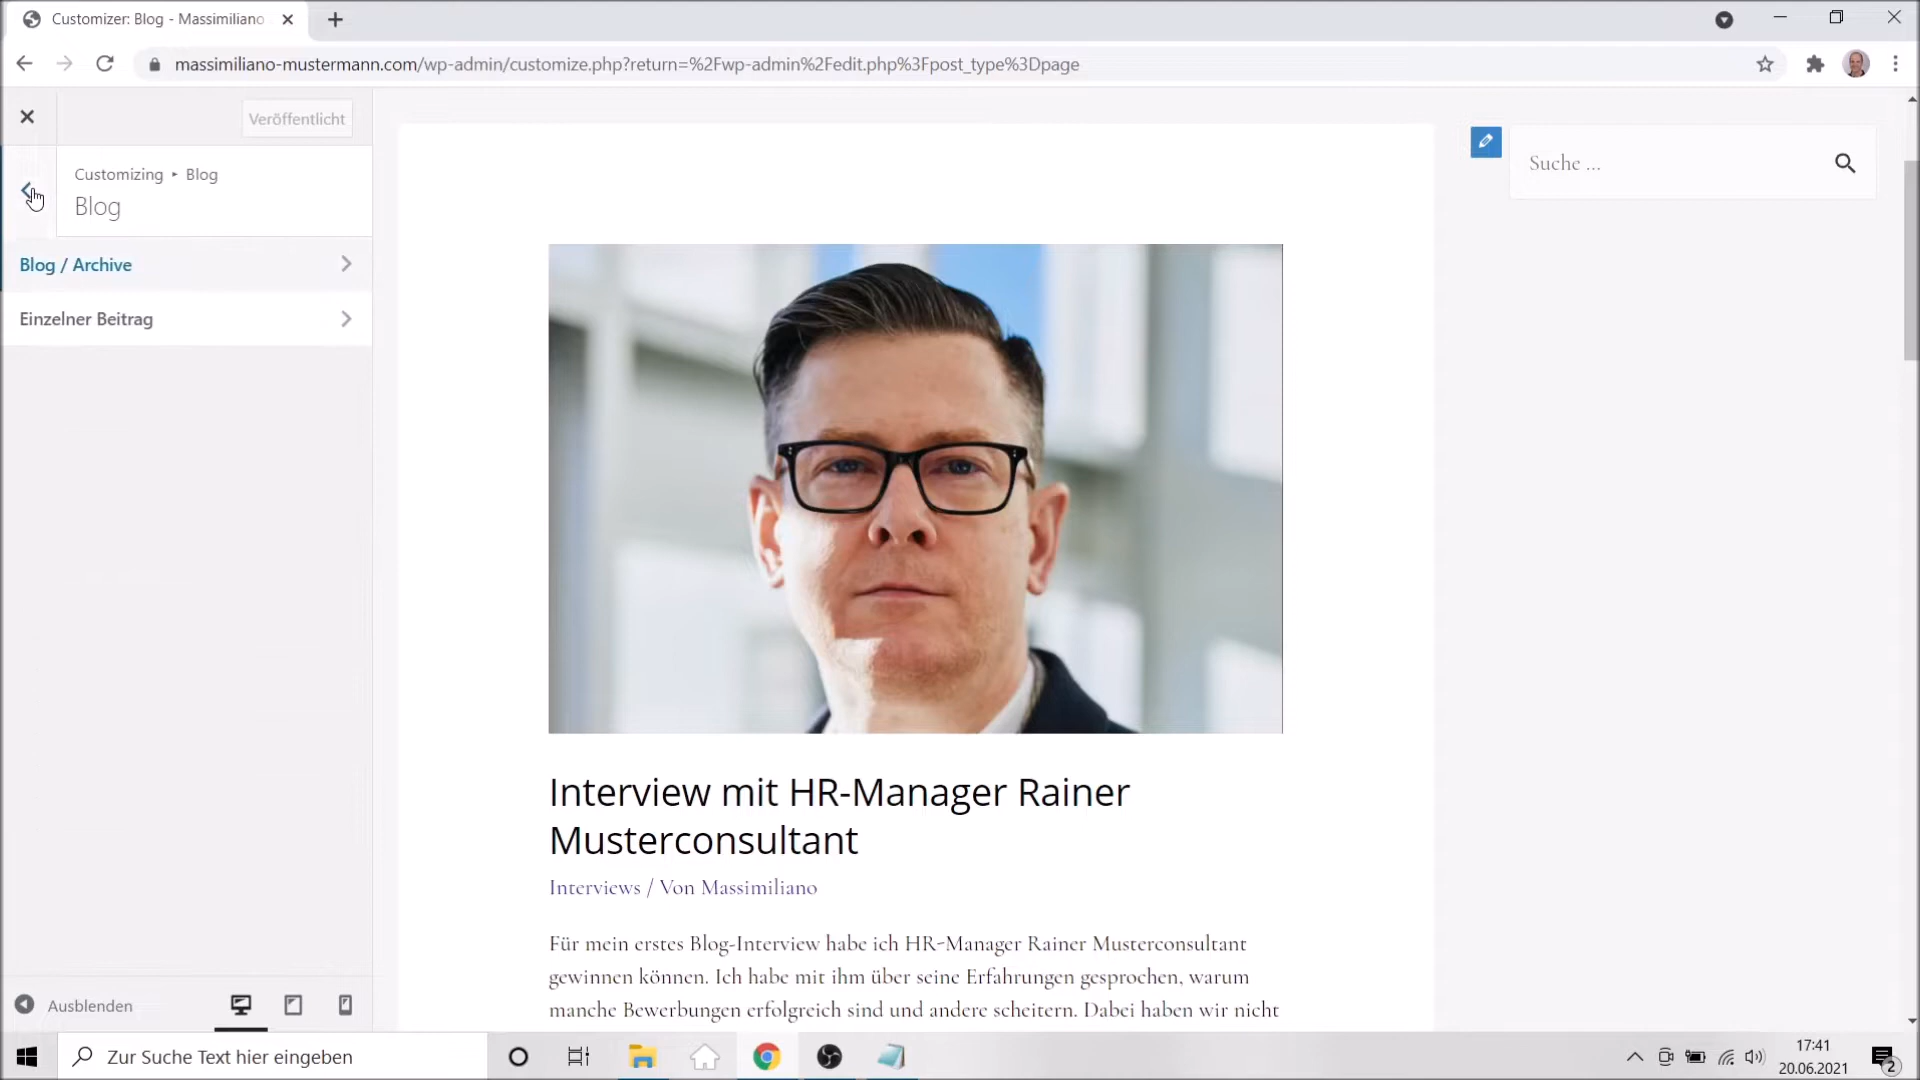 Customizer: Blog - Massimiliano
massimiliano-mustermann.com/wp-admin/customize.php?return=%2Fwp-admin%2Fedit.php%3Fpost_type%3Dpage
Veröffentlicht
Customizing ▸ Blog
Blog
Blog / Archive
Einzelner Beitrag
Suche ...
Interview mit HR-Manager Rainer
Musterconsultant
Interviews / Von Massimiliano
Für mein erstes Blog-Interview habe ich HR-Manager Rainer Musterconsultant
gewinnen können. Ich habe mit ihm über seine Erfahrungen gesprochen, warum
manche Bewerbungen erfolgreich sind und andere scheitern. Dabei haben wir nicht
Ausblenden
Zur Suche Text hier eingeben
17:41
20.06.2021
2